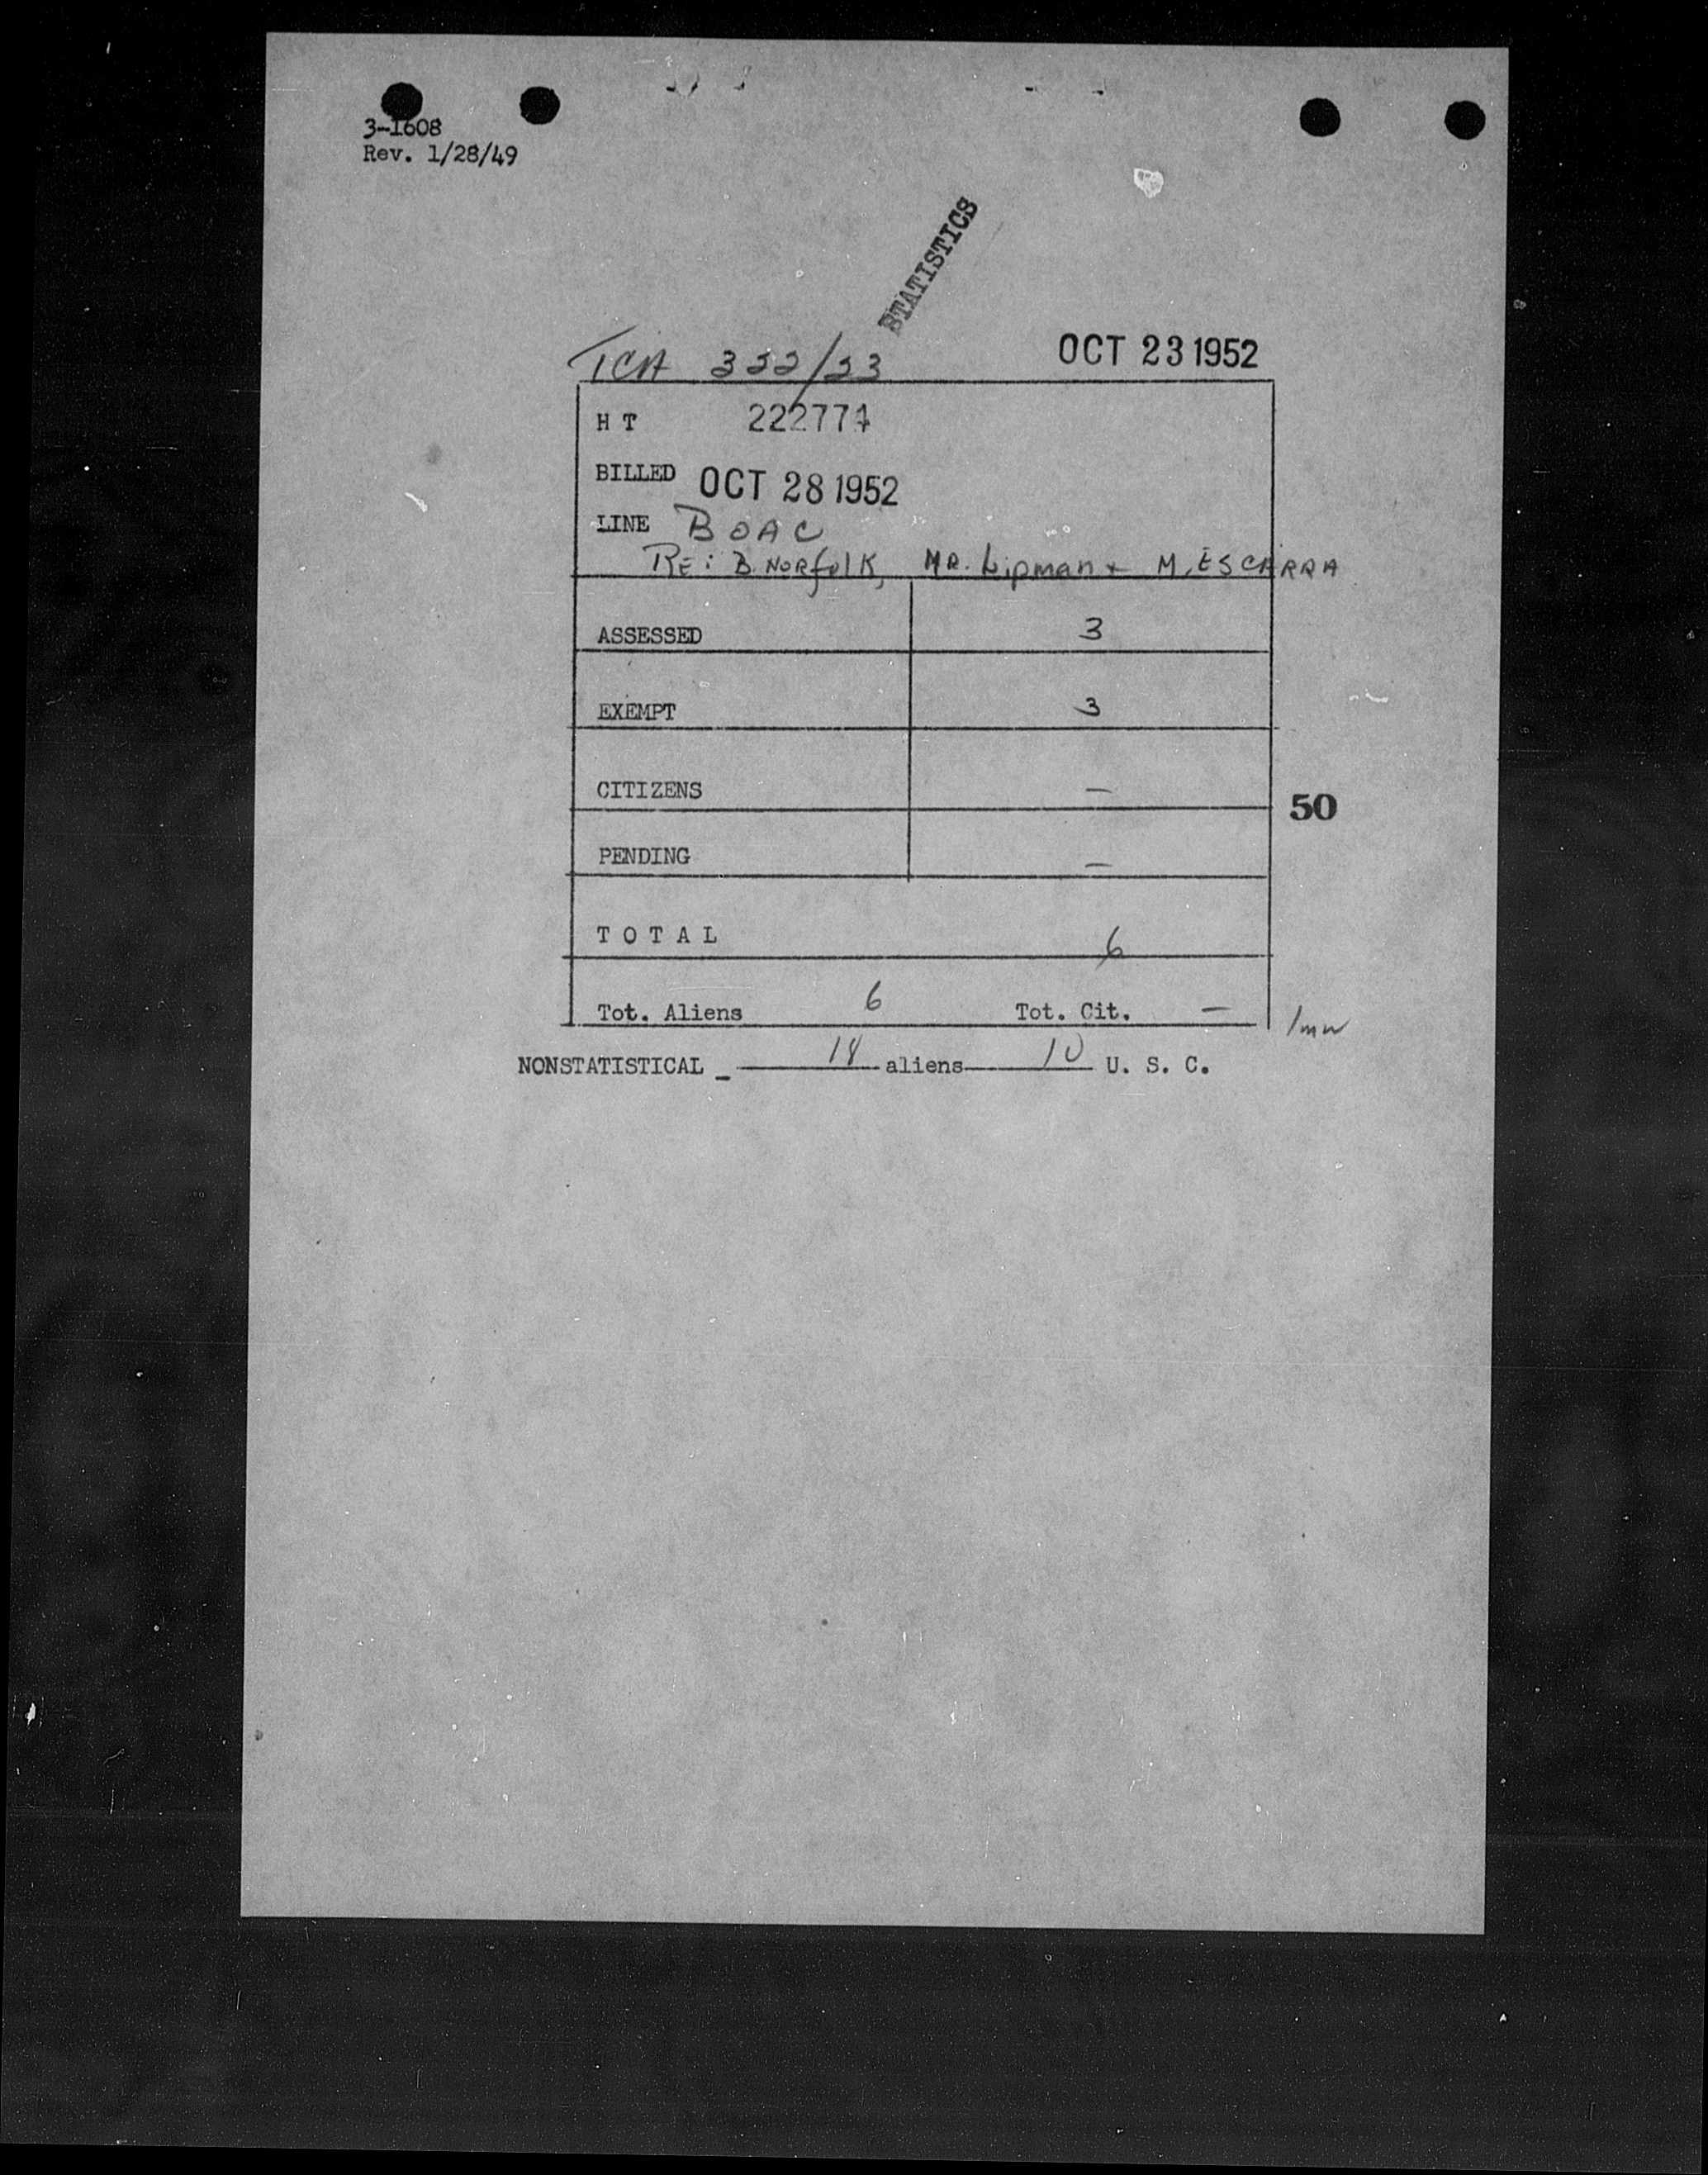 3-1608
Rev. 1/28/49
STATISTICS
TCA 332/23 OCT 23 1952
H T 222774
BILLED OCT 28 1952
LINE BOAC
RE: B. NORfolK, MR. Lipman + M. ESCARRA
ASSESSED 3
EXEMPT 3
CITIZENS –
50
PENDING –
T O T A L 6
Tot. Aliens 6 Tot. Cit. –
/mw
NONSTATISTICAL - 18 aliens 10 U. S. C.